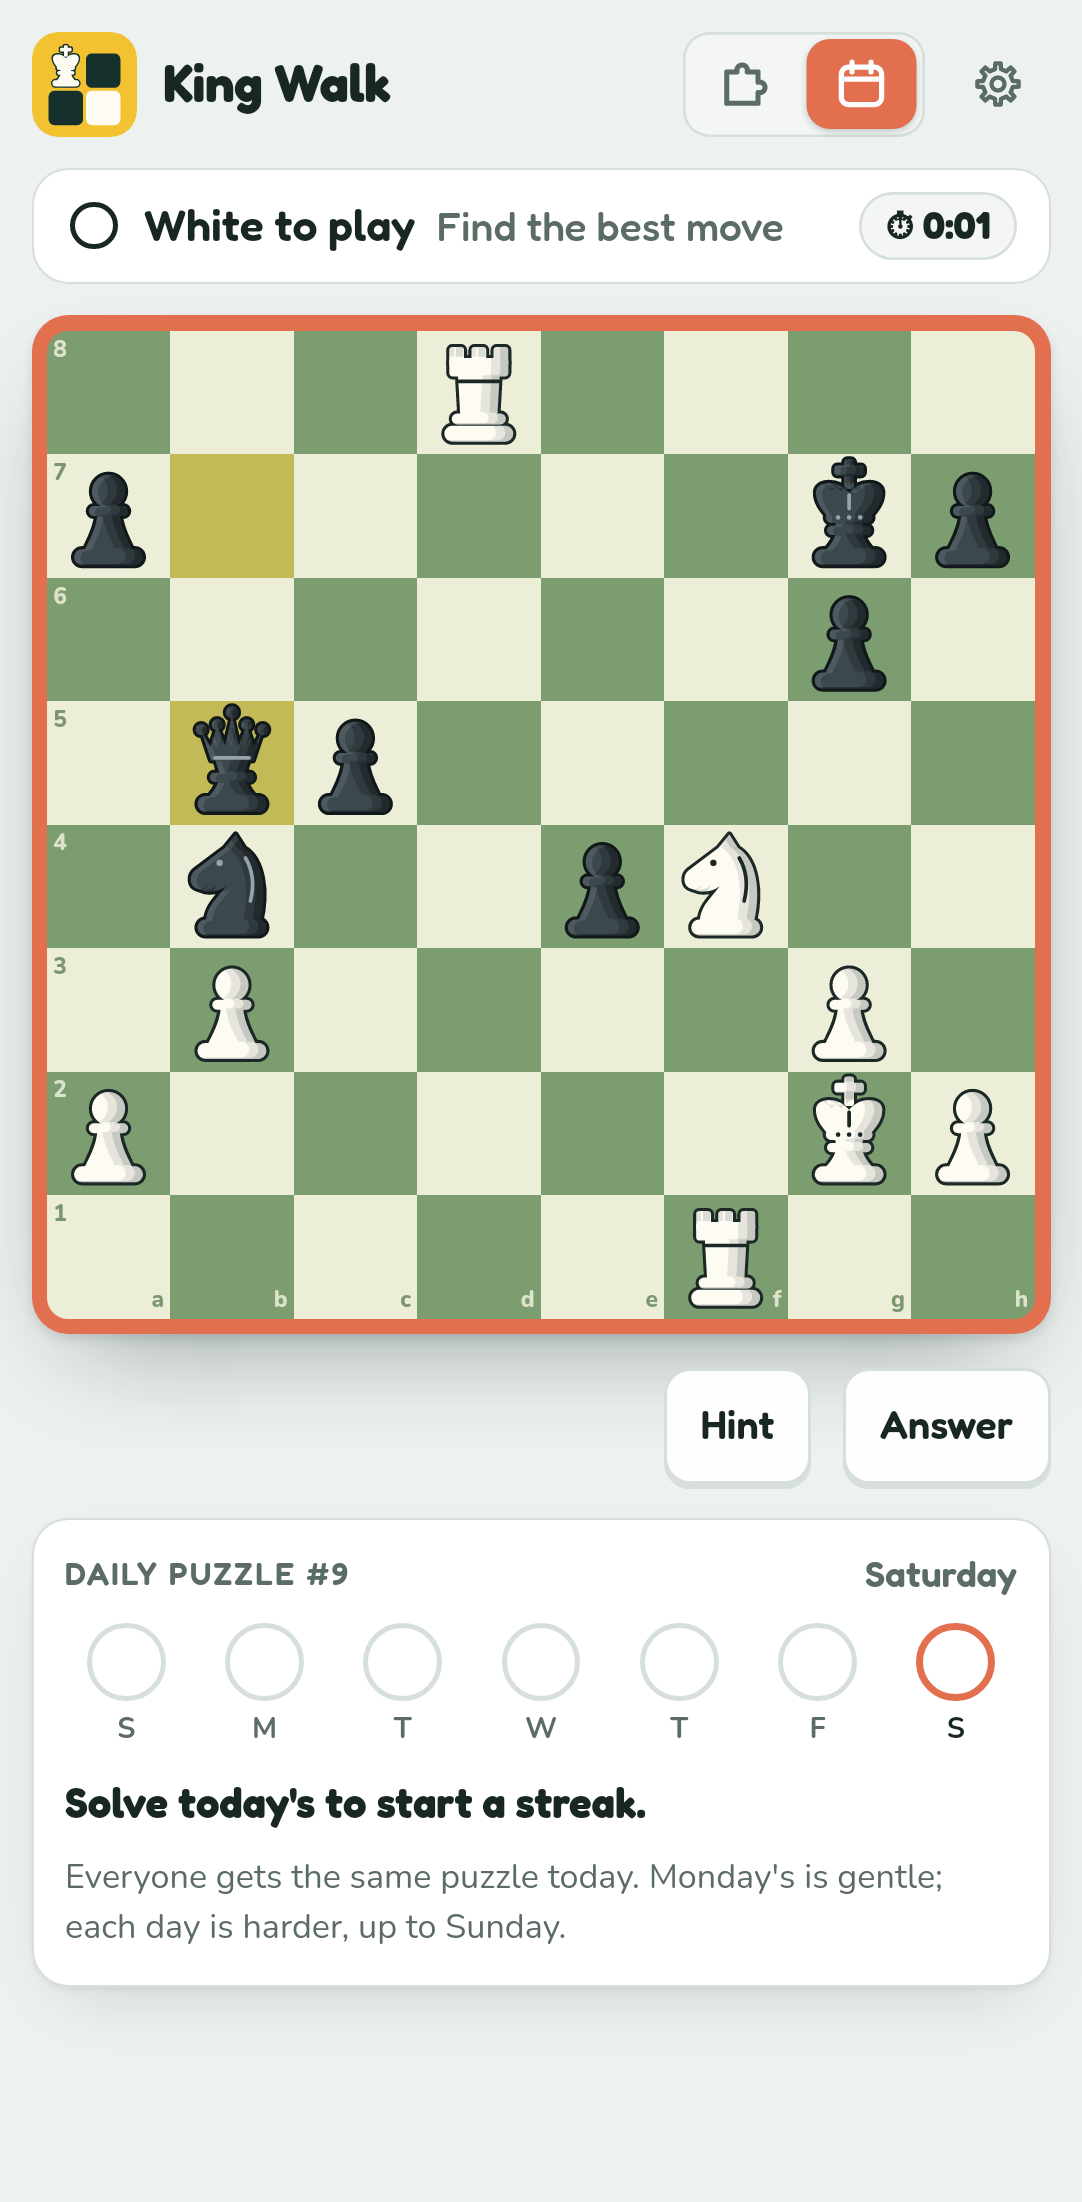 King Walk
White to play Find the best move 0:01
8
7
6
5
4
3
2
1
a b c d e f g h
Hint Answer
DAILY PUZZLE #9 Saturday
S M T W T F S
Solve today's to start a streak.
Everyone gets the same puzzle today. Monday's is gentle;
each day is harder, up to Sunday.